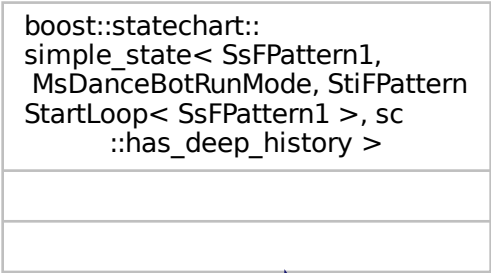 boost::statechart::
simple_state< SsFPattern1,
 MsDanceBotRunMode, StiFPattern
StartLoop< SsFPattern1 >, sc
::has_deep_history >